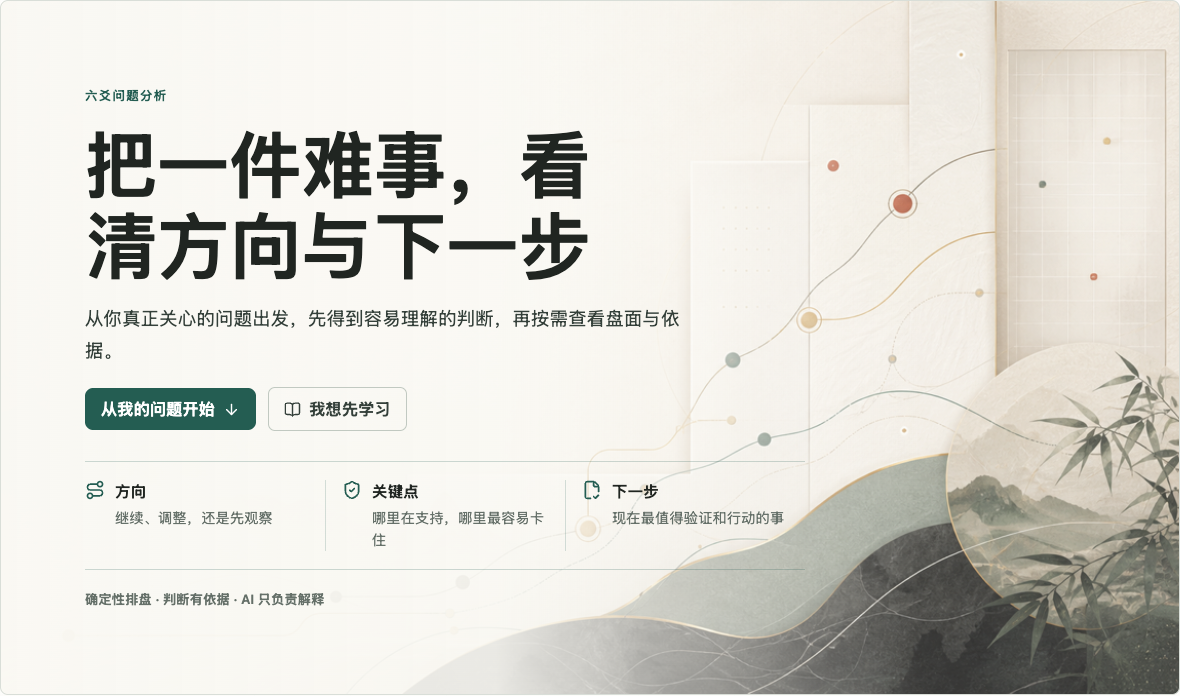 六爻问题分析
把一件难事，看
清方向与下一步
从你真正关心的问题出发，先得到容易理解的判断，再按需查看盘面与依
据。
从我的问题开始 ↓
我想先学习
方向
继续、调整，还是先观察
关键点
哪里在支持，哪里最容易卡
住
下一步
现在最值得验证和行动的事
确定性排盘 · 判断有依据 · AI 只负责解释